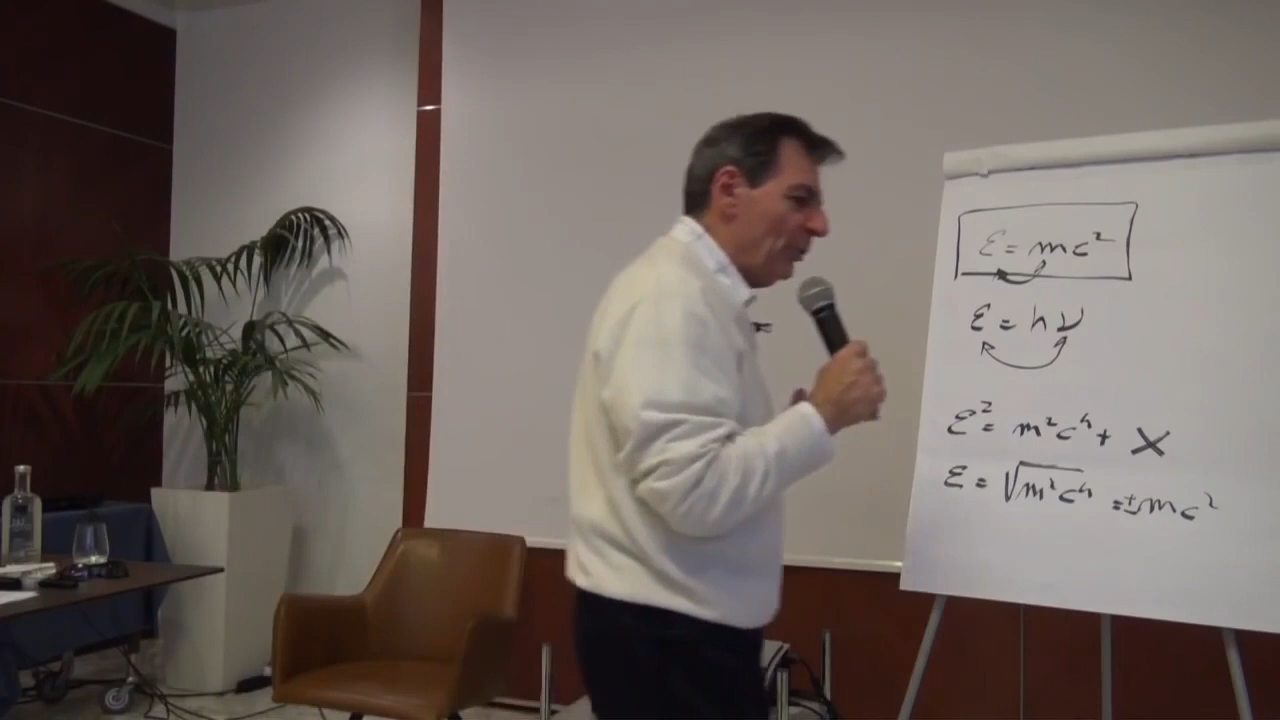 E = mc²
E = hν
E² = m²c⁴ + X
E = √m²c⁴ = ± mc²